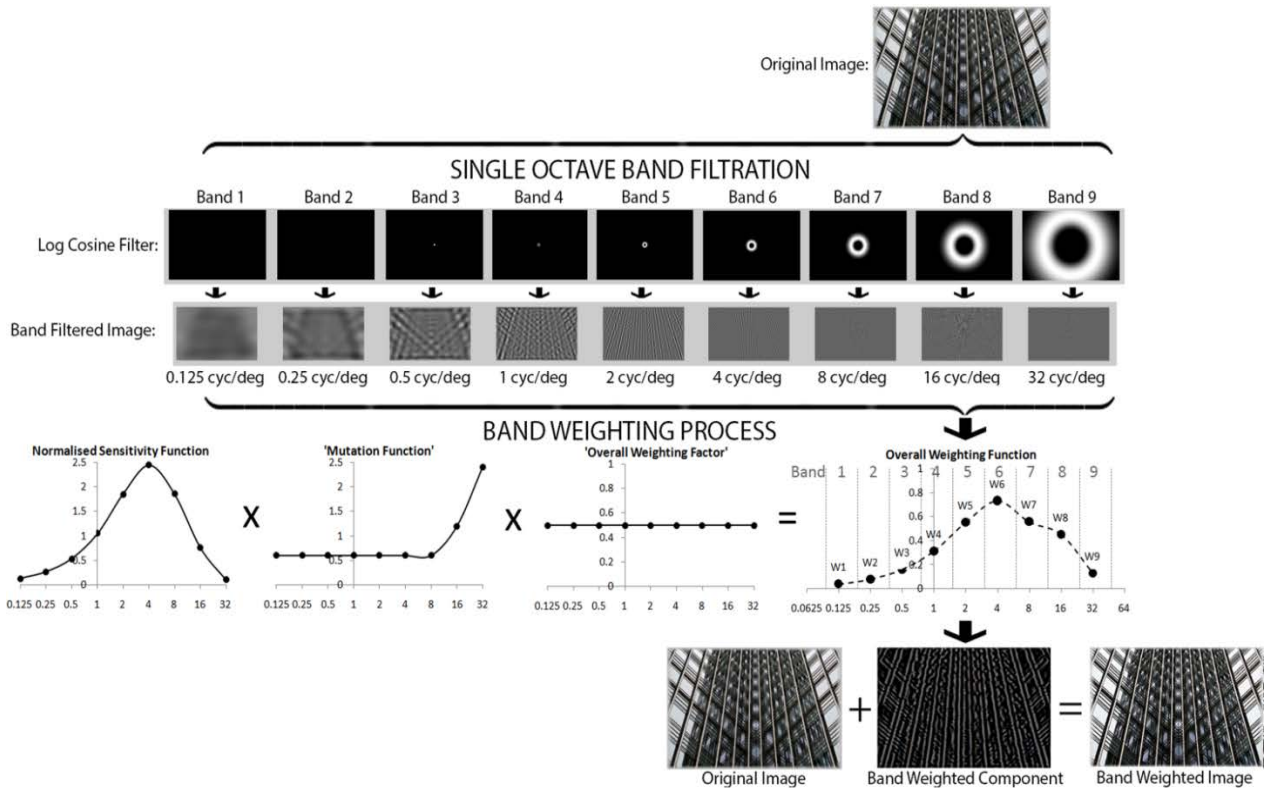 Original Image:
SINGLE OCTAVE BAND FILTRATION
Band 1 Band 2 Band 3 Band 4 Band 5 Band 6 Band 7 Band 8 Band 9
Log Cosine Filter:
Band Filtered Image:
0.125 cyc/deg 0.25 cyc/deg 0.5 cyc/deg 1 cyc/deg 2 cyc/deg 4 cyc/deg 8 cyc/deg 16 cyc/deg 32 cyc/deg
BAND WEIGHTING PROCESS
Normalised Sensitivity Function
2.5
2
1.5
1
0.5
0
0.125 0.25 0.5 1 2 4 8 16 32
X
'Mutation Function'
2.5
2
1.5
1
0.5
0
0.125 0.25 0.5 1 2 4 8 16 32
X
'Overall Weighting Factor'
1
0.8
0.6
0.4
0.2
0
0.125 0.25 0.5 1 2 4 8 16 32
=
Overall Weighting Function
Band 1 2 3 4 5 6 7 8 9
1
0.8
0.6
0.4
0.2
0
W1 W2 W3 W4 W5 W6 W7 W8 W9
0.0625 0.125 0.25 0.5 1 2 4 8 16 32 64
+ =
Original Image Band Weighted Component Band Weighted Image